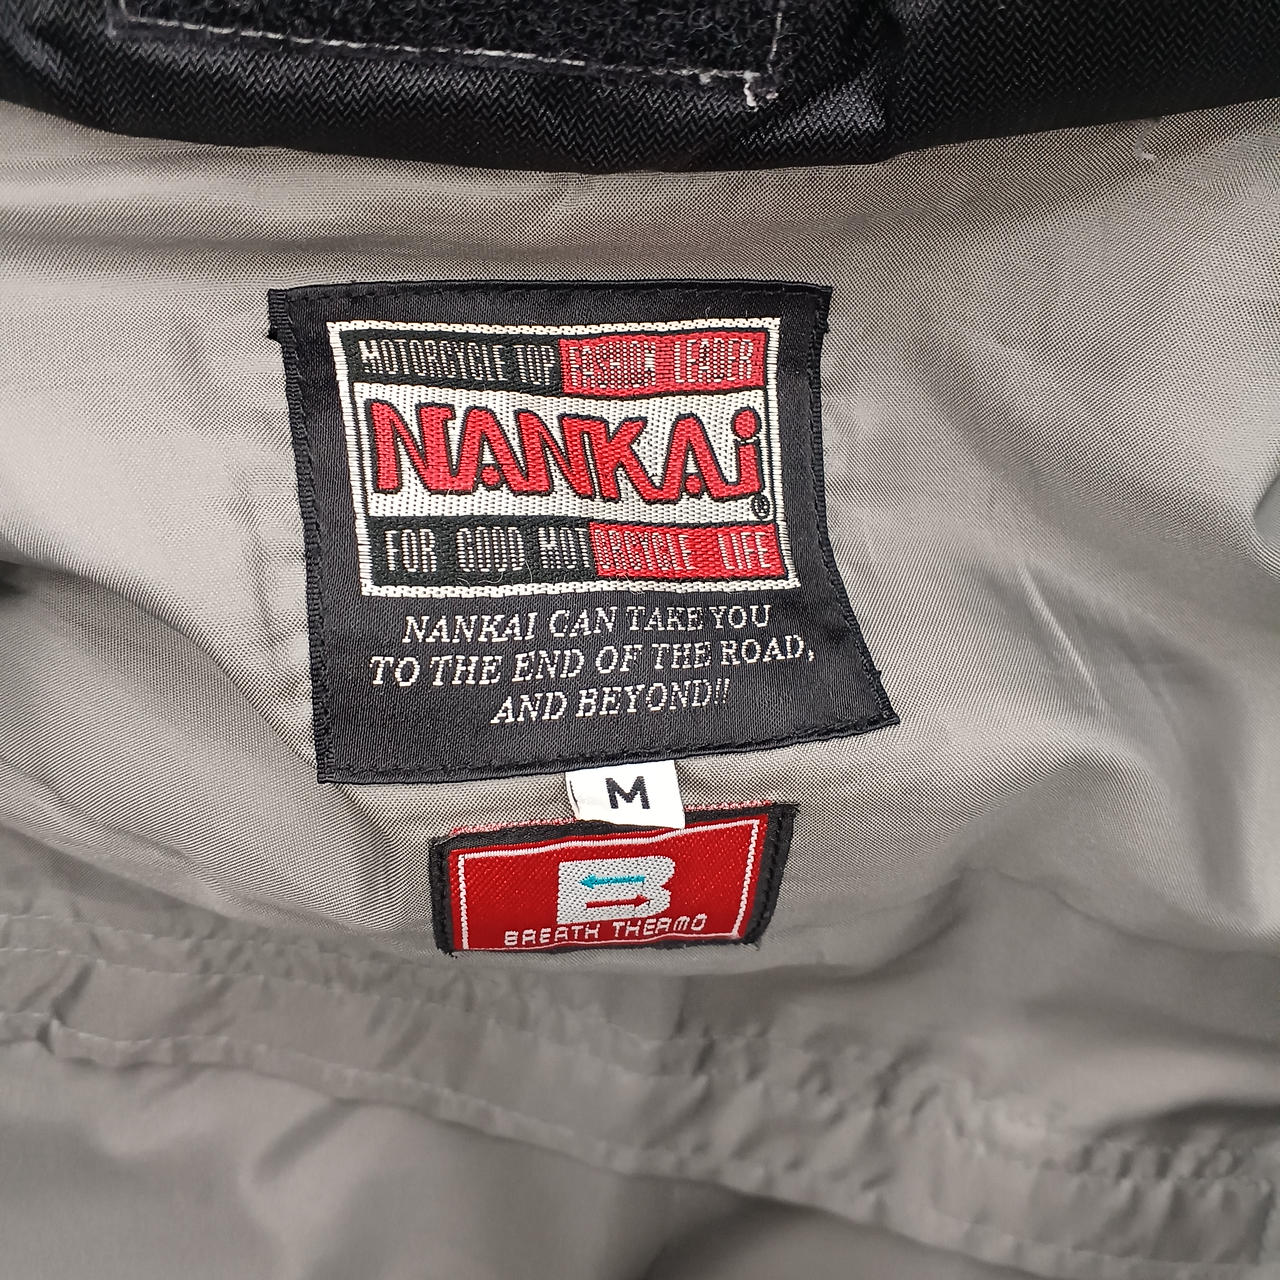 MOTORCYCLE TOP FASHION LEADER
NANKAi
®
FOR GOOD MOTORCYCLE LIFE
NANKAI CAN TAKE YOU
TO THE END OF THE ROAD,
AND BEYOND!!
M
B
BREATH THERMO